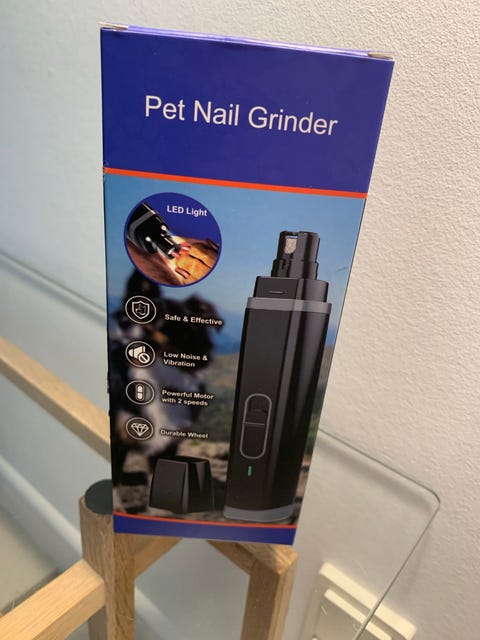 Pet Nail Grinder
LED Light
Safe & Effective
Low Noise &
Vibration
Powerful Motor
with 2 speeds
Durable Wheel